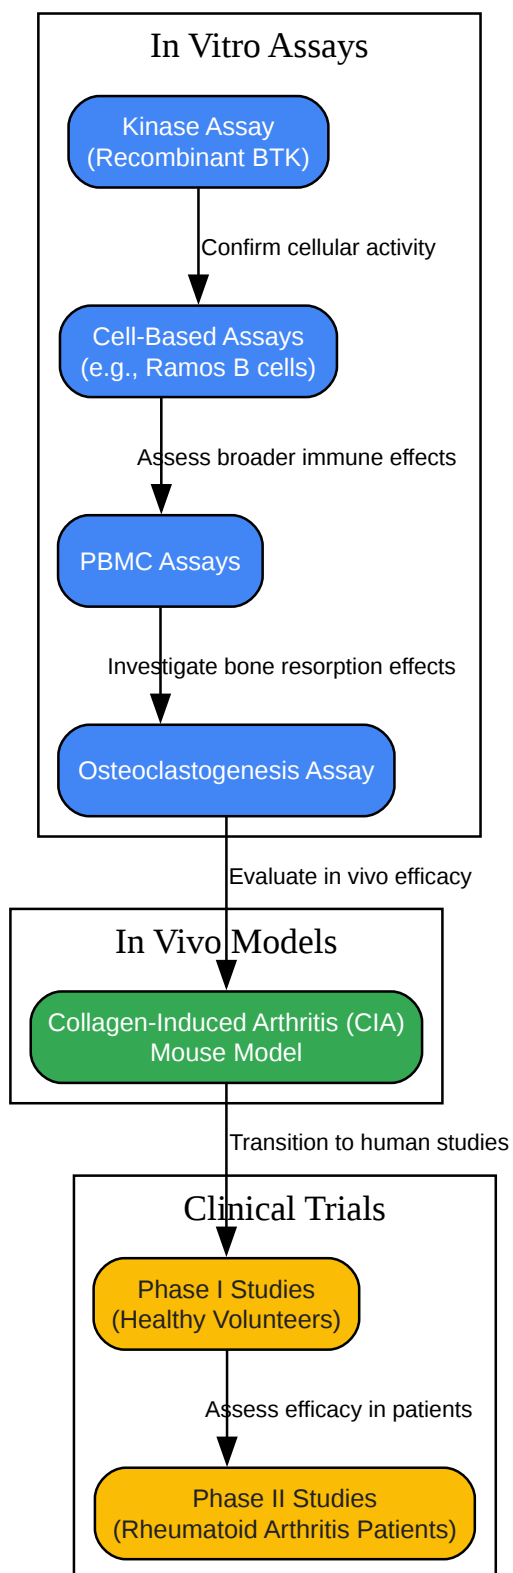 In Vitro Assays
Kinase Assay
(Recombinant BTK)
Confirm cellular activity
Cell-Based Assays
(e.g., Ramos B cells)
Assess broader immune effects
PBMC Assays
Investigate bone resorption effects
Osteoclastogenesis Assay
Evaluate in vivo efficacy
In Vivo Models
Collagen-Induced Arthritis (CIA)
Mouse Model
Transition to human studies
Clinical Trials
Phase I Studies
(Healthy Volunteers)
Assess efficacy in patients
Phase II Studies
(Rheumatoid Arthritis Patients)